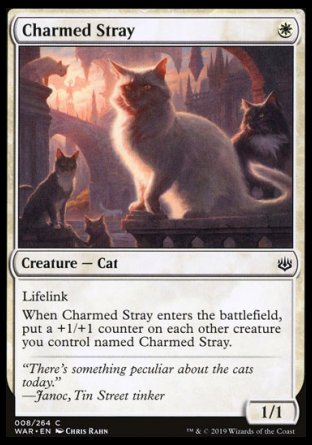 Charmed Stray
Creature — Cat
Lifelink
When Charmed Stray enters the battlefield,
put a +1/+1 counter on each other creature
you control named Charmed Stray.
"There's something peculiar about the cats
today."
—Janoc, Tin Street tinker
1/1
008/264 C
WAR • EN Chris Rahn
™ & © 2019 Wizards of the Coast